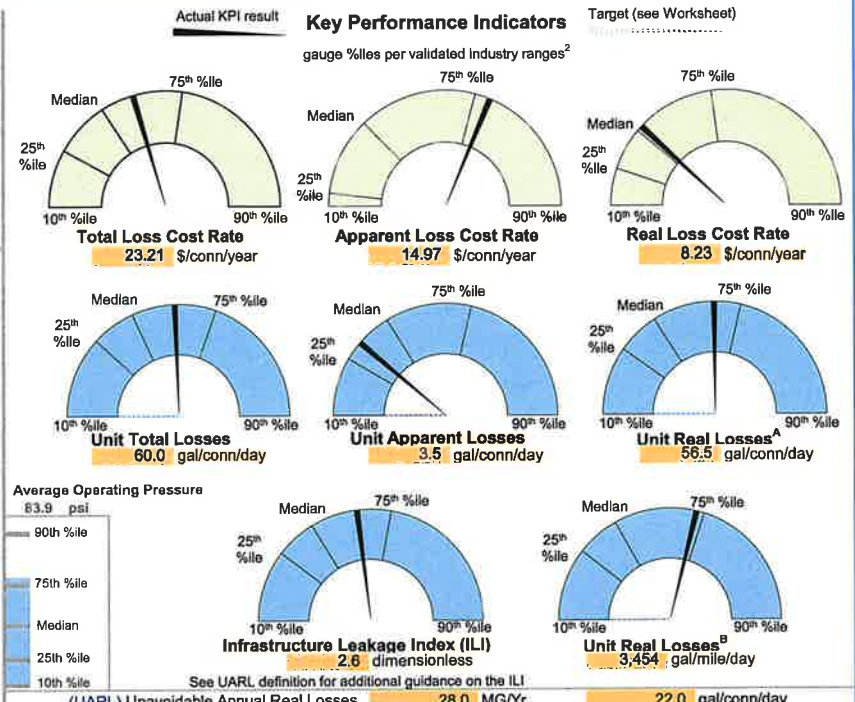 Actual KPI result
Key Performance Indicators
Target (see Worksheet)
gauge %iles per validated industry ranges²
Median
75th %ile
25th %ile
10th %ile
90th %ile
Total Loss Cost Rate
23.21 $/conn/year
Median
75th %ile
25th %ile
10th %ile
90th %ile
Apparent Loss Cost Rate
14.97 $/conn/year
Median
75th %ile
25th %ile
10th %ile
90th %ile
Real Loss Cost Rate
8.23 $/conn/year
Median
75th %ile
25th %ile
10th %ile
90th %ile
Unit Total Losses
60.0 gal/conn/day
Median
75th %ile
25th %ile
10th %ile
90th %ile
Unit Apparent Losses
3.5 gal/conn/day
Median
75th %ile
25th %ile
10th %ile
90th %ile
Unit Real Losses^A
56.5 gal/conn/day
Average Operating Pressure
83.9 psi
90th %ile
75th %ile
Median
25th %ile
10th %ile
Median
75th %ile
25th %ile
10th %ile
90th %ile
Infrastructure Leakage Index (ILI)
2.6 dimensionless
Median
75th %ile
25th %ile
10th %ile
90th %ile
Unit Real Losses^B
3,454 gal/mile/day
See UARL definition for additional guidance on the ILI
(UARL) Unavoidable Annual Real Losses 28.0 MG/Yr 22.0 gal/conn/day